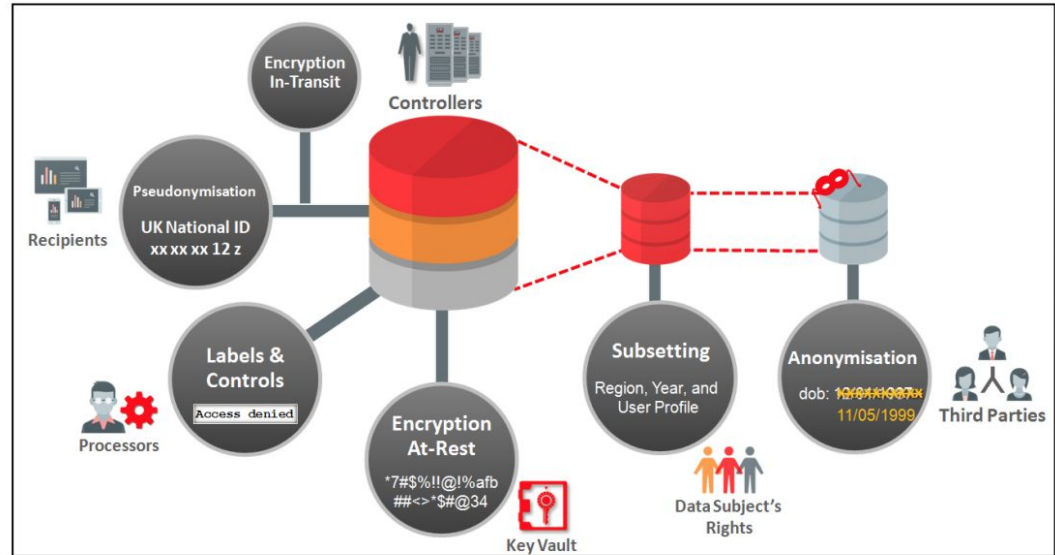 Encryption
In-Transit
Controllers
Pseudonymisation
UK National ID
xx xx xx 12 z
Recipients
Labels &
Controls
Access denied
Processors
Encryption
At-Rest
*7#$%!!@!%afb
##<>*$#@34
Key Vault
Subsetting
Region, Year, and
User Profile
Data Subject's
Rights
Anonymisation
dob:
11/05/1999
Third Parties